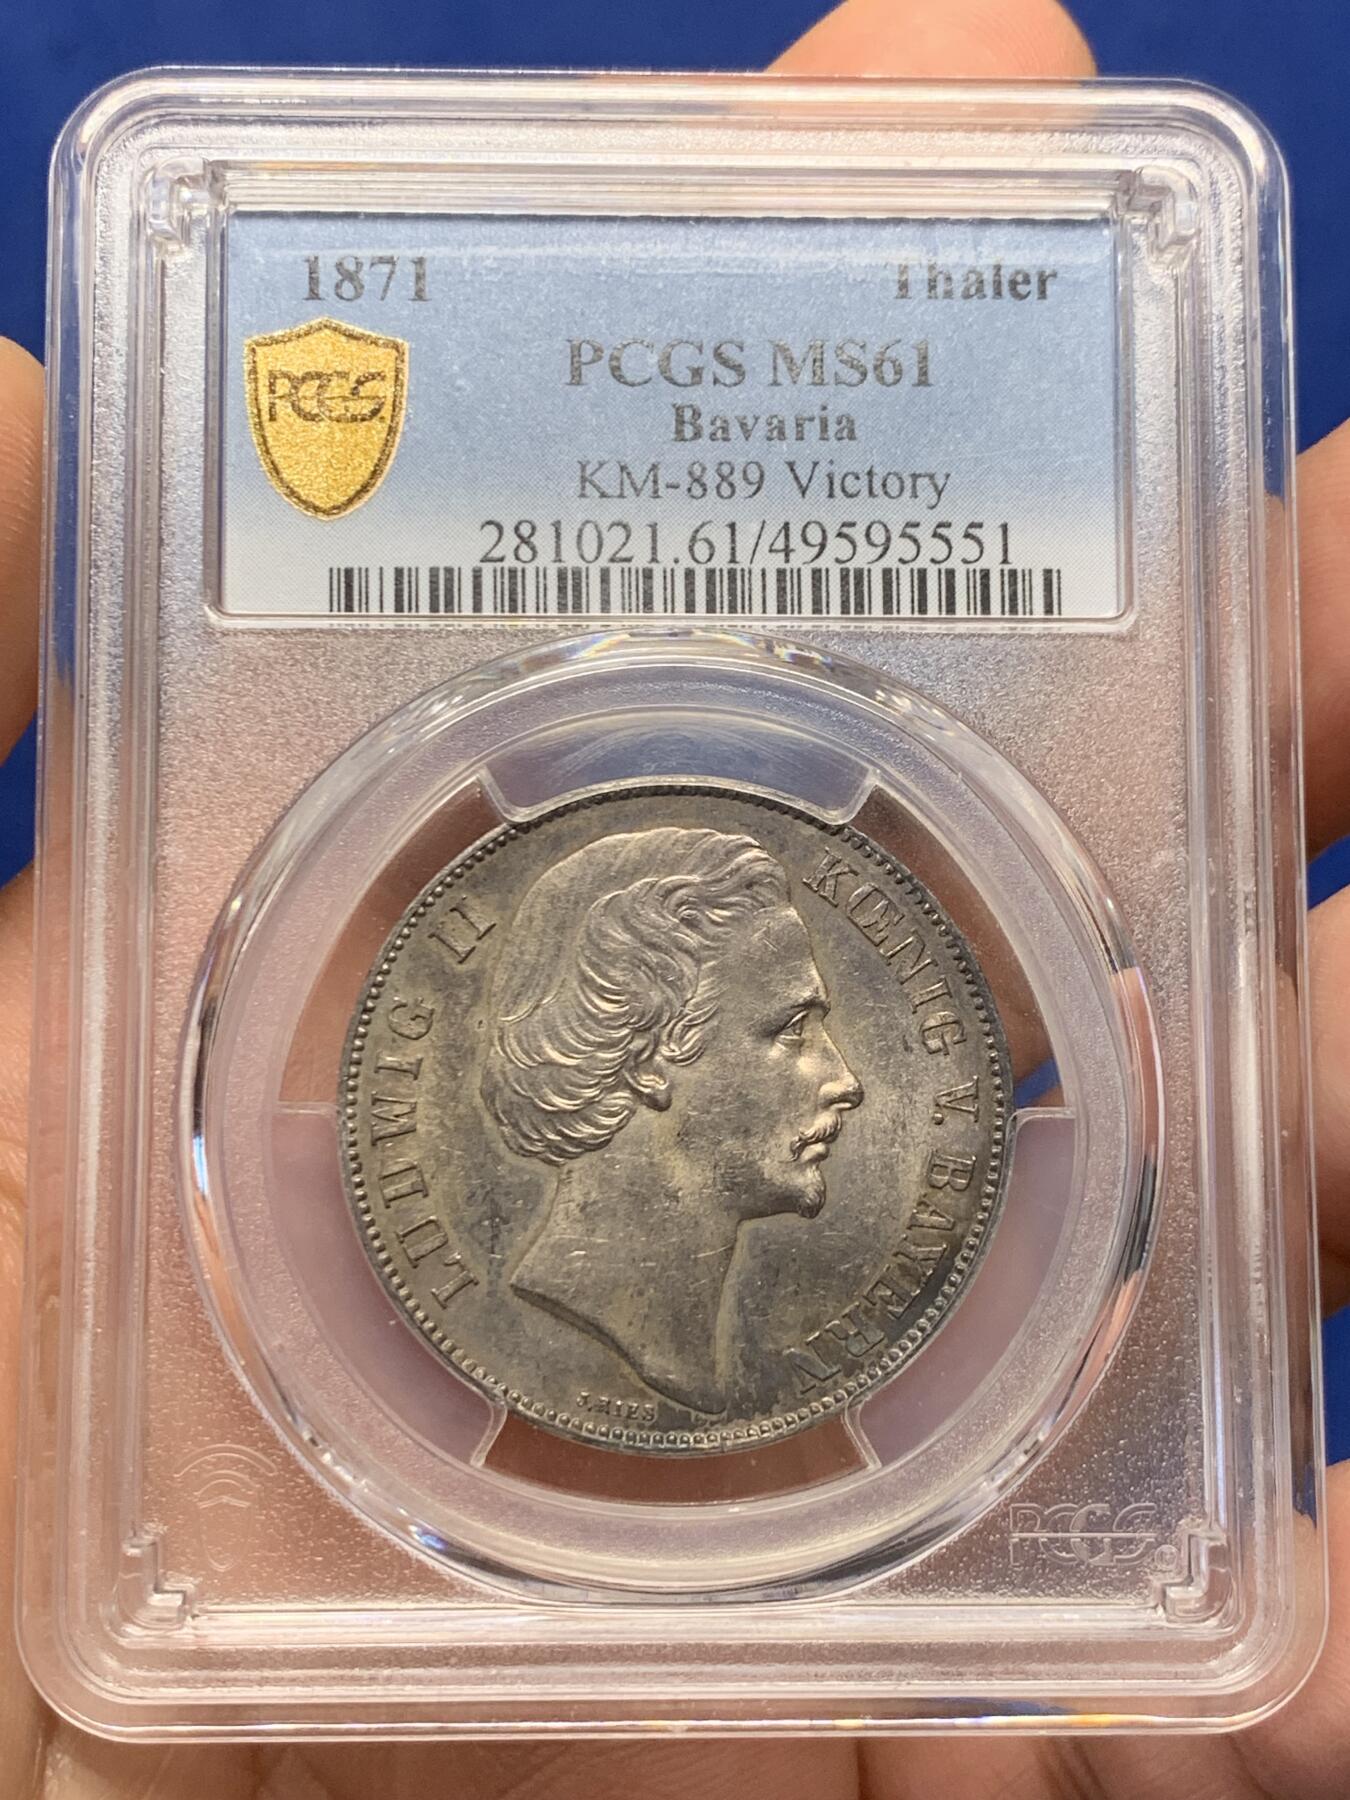 1871 Thaler
PCGS
PCGS MS61
Bavaria
KM-889 Victory
281021.61/49595551
LUDWIG II KŒNIG V. BAYERN
J. RIES
PCGS